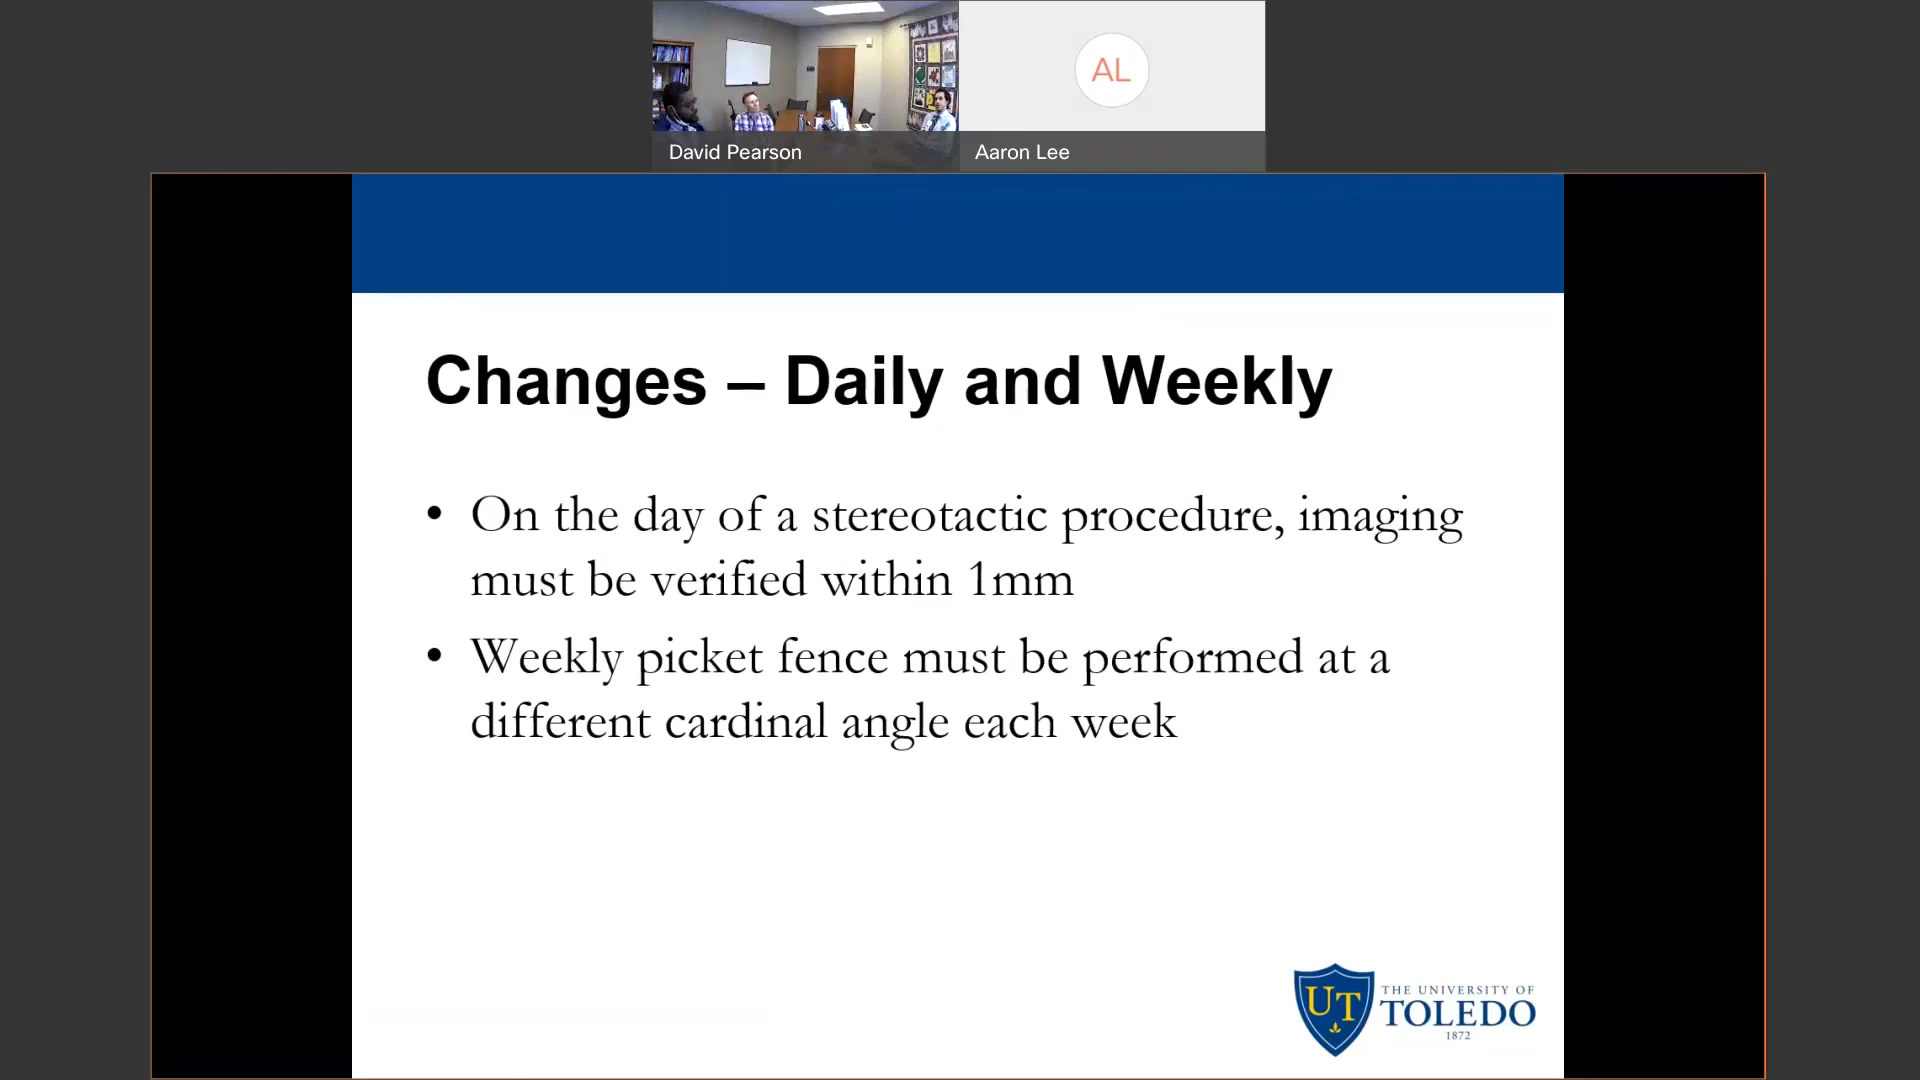 AL
David Pearson
Aaron Lee
Changes – Daily and Weekly
• On the day of a stereotactic procedure, imaging
must be verified within 1mm
• Weekly picket fence must be performed at a
different cardinal angle each week
UT
THE UNIVERSITY OF
TOLEDO
1872